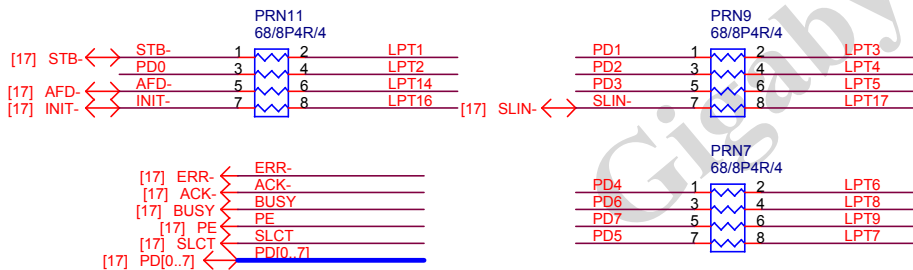 PRN11
68/8P4R/4
[17] STB- STB- 1 2 LPT1
PD0 3 4 LPT2
[17] AFD- AFD- 5 6 LPT14
[17] INIT- INIT- 7 8 LPT16
PRN9
68/8P4R/4
PD1 1 2 LPT3
PD2 3 4 LPT4
PD3 5 6 LPT5
[17] SLIN- SLIN- 7 8 LPT17
[17] ERR- ERR-
[17] ACK- ACK-
[17] BUSY BUSY
[17] PE PE
[17] SLCT SLCT
[17] PD[0..7] PD[0..7]
PRN7
68/8P4R/4
PD4 1 2 LPT6
PD6 3 4 LPT8
PD7 5 6 LPT9
PD5 7 8 LPT7
Gigaby